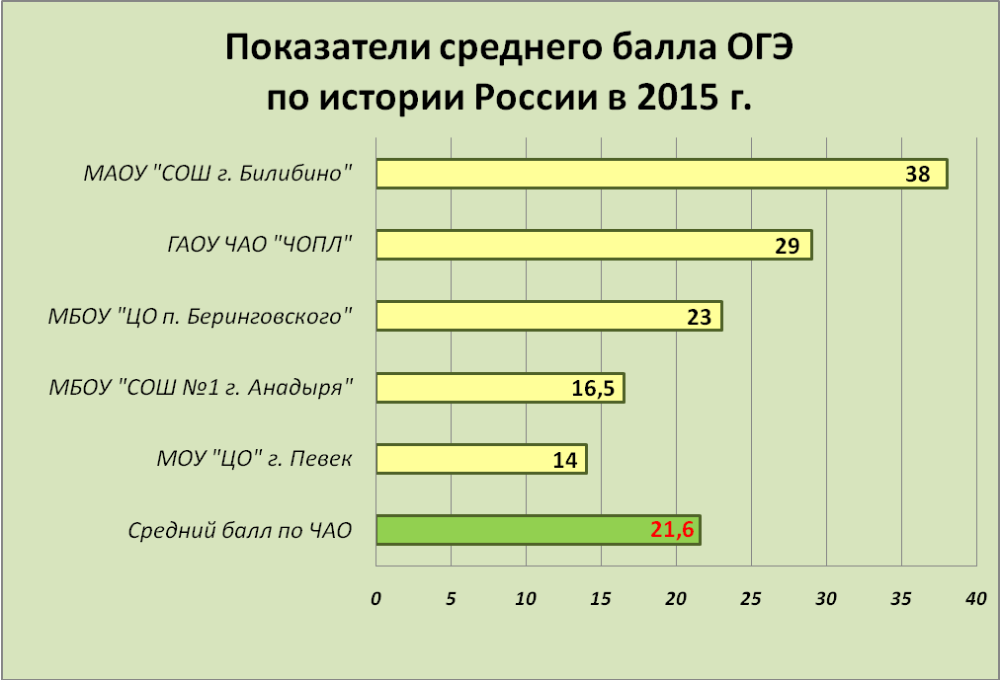 Показатели среднего балла ОГЭ
по истории России в 2015 г.
МАОУ "СОШ г. Билибино" 38
ГАОУ ЧАО "ЧОПЛ" 29
МБОУ "ЦО п. Беринговского" 23
МБОУ "СОШ №1 г. Анадыря" 16,5
МОУ "ЦО" г. Певек 14
Средний балл по ЧАО 21,6
0 5 10 15 20 25 30 35 40